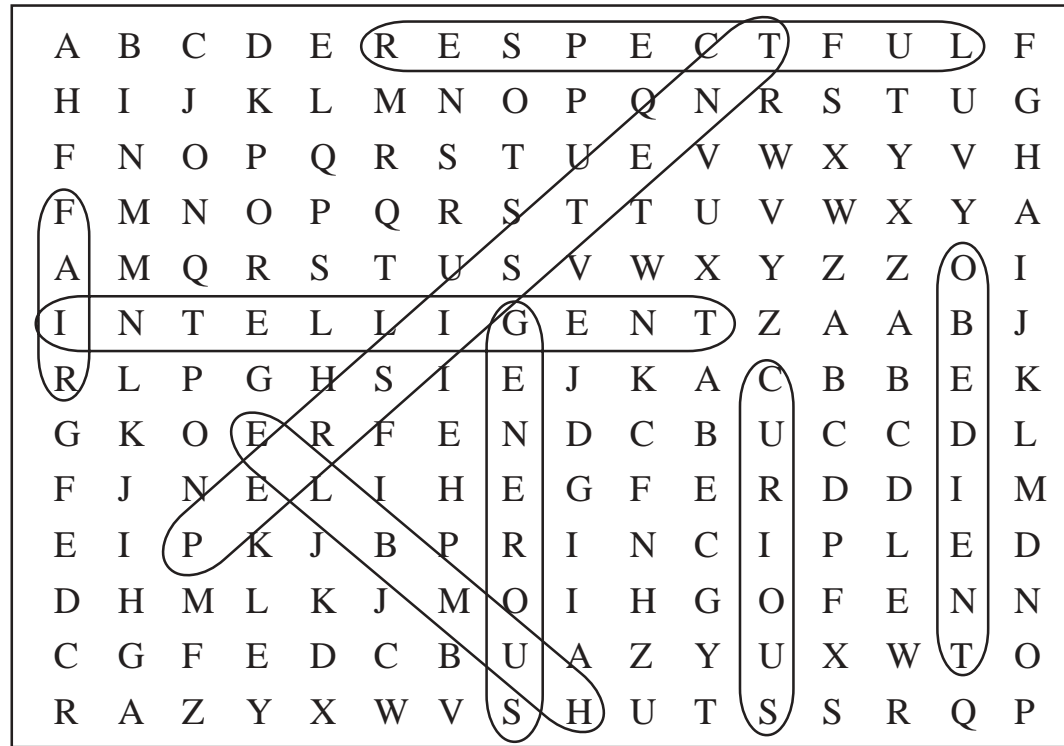 A B C D E R E S P E C T F U L F
H I J K L M N O P Q N R S T U G
F N O P Q R S T U E V W X Y V H
F M N O P Q R S T T U V W X Y A
A M Q R S T U S V W X Y Z Z O I
I N T E L L I G E N T Z A A B J
R L P G H S I E J K A C B B E K
G K O E R F E N D C B U C C D L
F J N E L I H E G F E R D D I M
E I P K J B P R I N C I P L E D
D H M L K J M O I H G O F E N N
C G F E D C B U A Z Y U X W T O
R A Z Y X W V S H U T S S R Q P